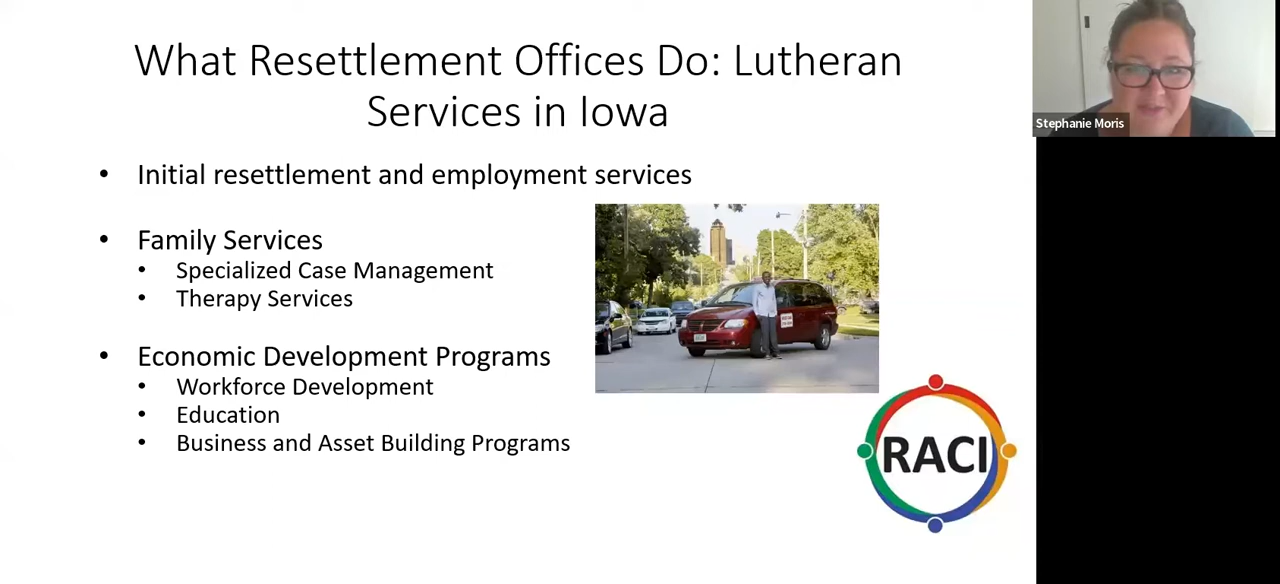 What Resettlement Offices Do: Lutheran
Services in Iowa
• Initial resettlement and employment services
• Family Services
• Specialized Case Management
• Therapy Services
• Economic Development Programs
• Workforce Development
• Education
• Business and Asset Building Programs
RACI
Stephanie Moris